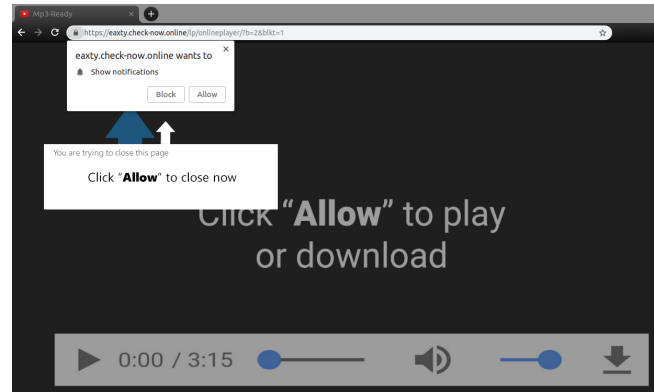 Mp3-Ready
https://eaxty.check-now.online/lp/onlineplayer/?b=2&blkt=1
eaxty.check-now.online wants to
Show notifications
Block Allow
You are trying to close this page
Click “Allow” to close now
Click “Allow” to play
or download
0:00 / 3:15